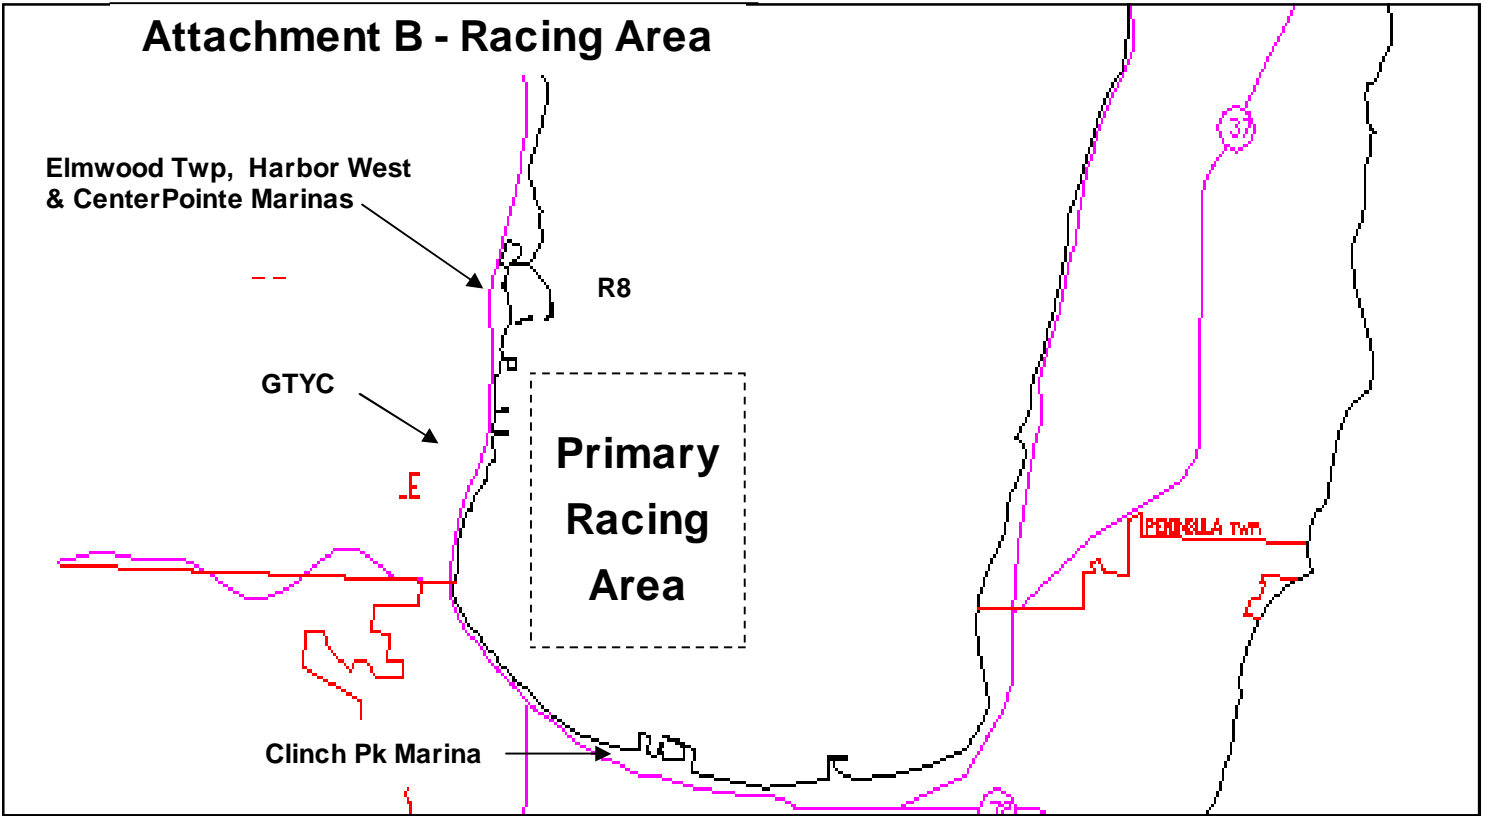 Attachment B - Racing Area
37
Elmwood Twp, Harbor West
& CenterPointe Marinas
R8
GTYC
Primary
Racing
Area
E
PENINSULA TWP.
Clinch Pk Marina